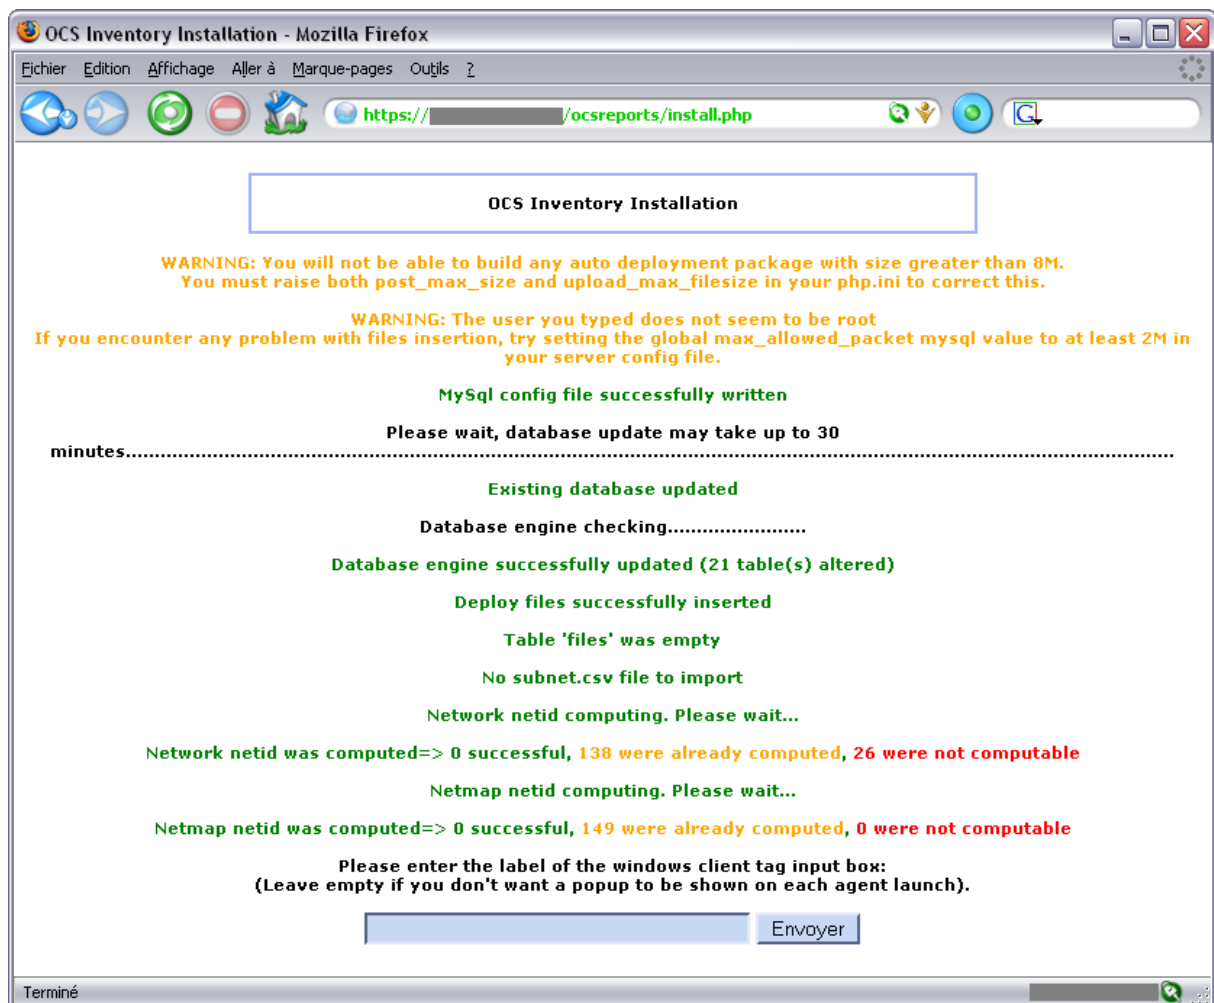 OCS Inventory Installation - Mozilla Firefox
Fichier Edition Affichage Aller à Marque-pages Outils ?
https:// /ocsreports/install.php
G
OCS Inventory Installation
WARNING: You will not be able to build any auto deployment package with size greater than 8M.
You must raise both post_max_size and upload_max_filesize in your php.ini to correct this.
WARNING: The user you typed does not seem to be root
If you encounter any problem with files insertion, try setting the global max_allowed_packet mysql value to at least 2M in
your server config file.
MySql config file successfully written
Please wait, database update may take up to 30
minutes....................................................................................................................................................................................
Existing database updated
Database engine checking........................
Database engine successfully updated (21 table(s) altered)
Deploy files successfully inserted
Table 'files' was empty
No subnet.csv file to import
Network netid computing. Please wait...
Network netid was computed=> 0 successful, 138 were already computed, 26 were not computable
Netmap netid computing. Please wait...
Netmap netid was computed=> 0 successful, 149 were already computed, 0 were not computable
Please enter the label of the windows client tag input box:
(Leave empty if you don't want a popup to be shown on each agent launch).
Envoyer
Terminé